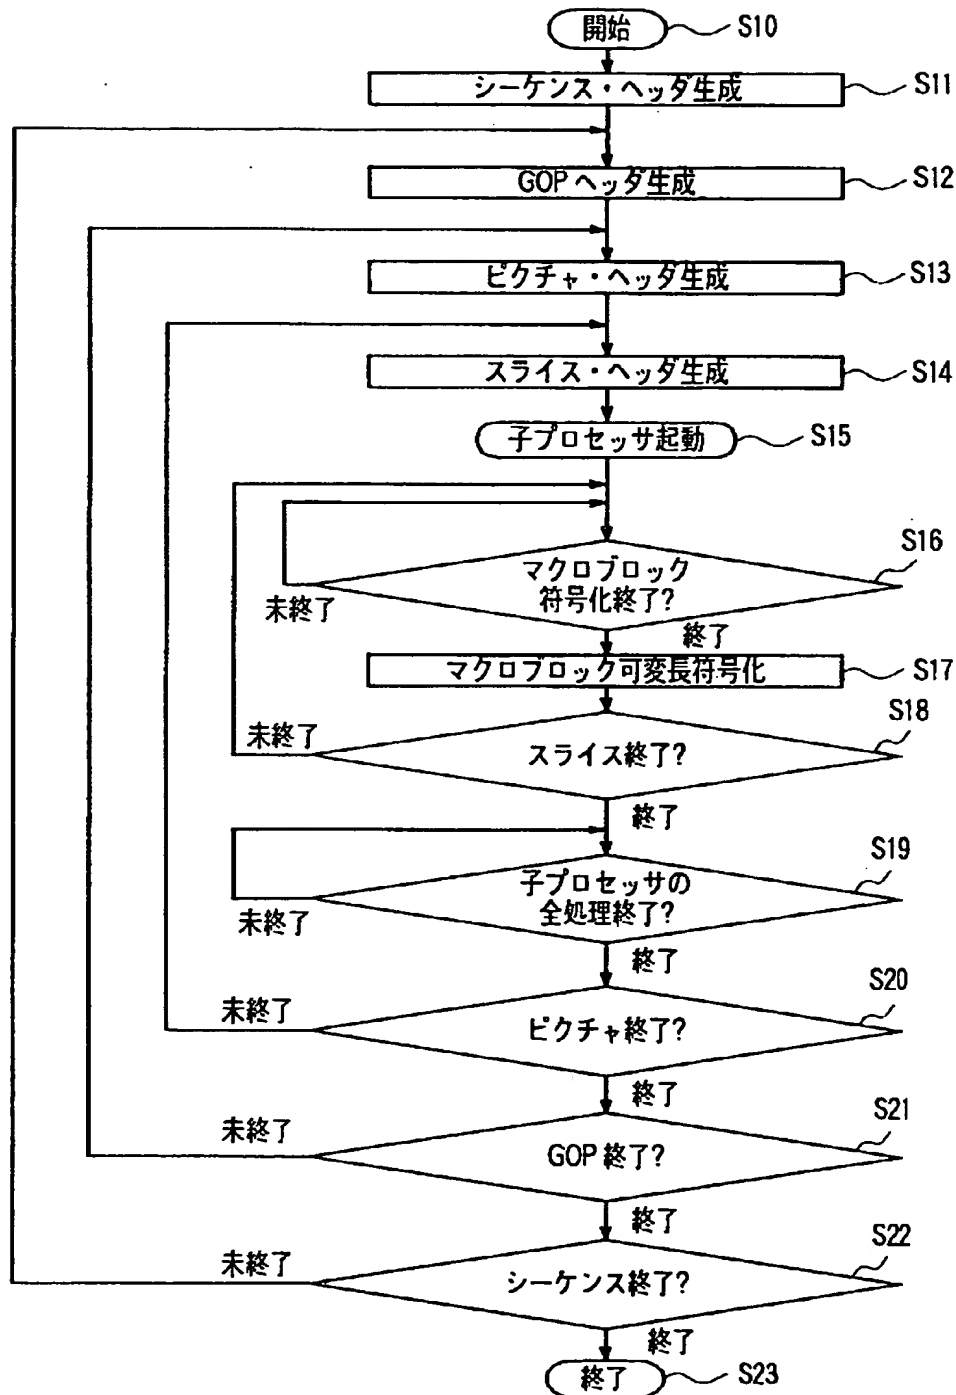 開始
S10
シーケンス・ヘッダ生成
S11
GOPヘッダ生成
S12
ピクチャ・ヘッダ生成
S13
スライス・ヘッダ生成
S14
子プロセッサ起動
S15
S16
マクロブロック
符号化終了?
未終了
終了
マクロブロック可変長符号化
S17
S18
未終了
スライス終了?
終了
S19
子プロセッサの
全処理終了?
未終了
終了
S20
未終了
ピクチャ終了?
終了
S21
未終了
GOP終了?
終了
S22
未終了
シーケンス終了?
終了
終了
S23